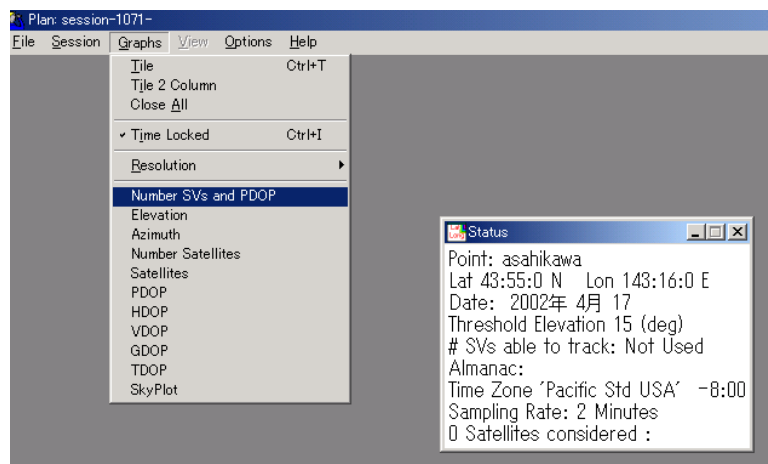 Plan: session-1071-
File Session Graphs View Options Help
Tile Ctrl+T
Tile 2 Column
Close All
Time Locked Ctrl+I
Resolution
Number SVs and PDOP
Elevation
Azimuth
Number Satellites
Satellites
PDOP
HDOP
VDOP
GDOP
TDOP
SkyPlot
Status
Point: asahikawa
Lat 43:55:0 N Lon 143:16:0 E
Date: 2002年 4月 17
Threshold Elevation 15 (deg)
# SVs able to track: Not Used
Almanac:
Time Zone 'Pacific Std USA' -8:00
Sampling Rate: 2 Minutes
0 Satellites considered :